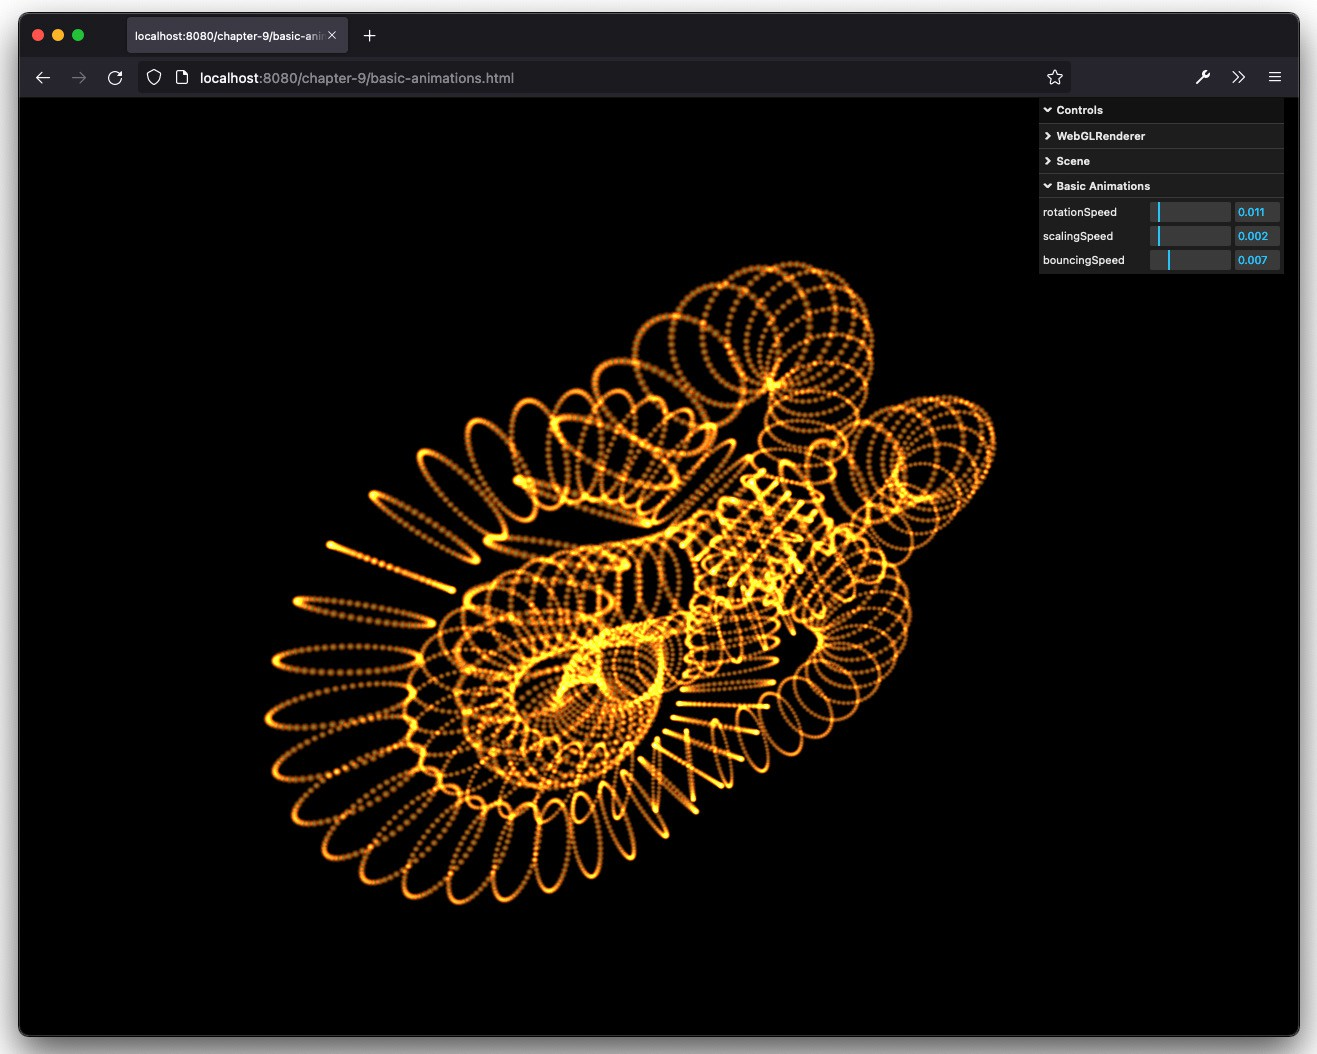 localhost:8080/chapter-9/basic-ani
localhost:8080/chapter-9/basic-animations.html
Controls
WebGLRenderer
Scene
Basic Animations
rotationSpeed 0.011
scalingSpeed 0.002
bouncingSpeed 0.007